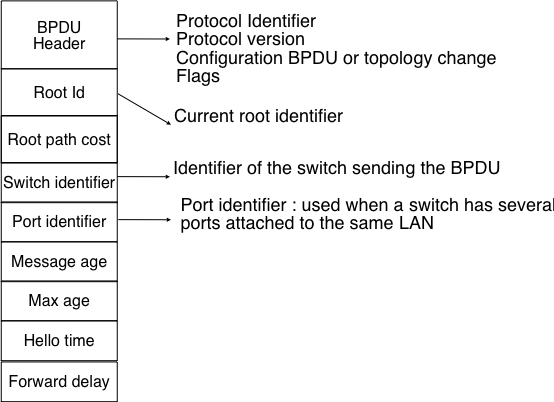 BPDU
Header
Protocol Identifier
Protocol version
Configuration BPDU or topology change
Flags
Root Id
Current root identifier
Root path cost
Switch identifier
Identifier of the switch sending the BPDU
Port identifier
Port identifier : used when a switch has several
ports attached to the same LAN
Message age
Max age
Hello time
Forward delay